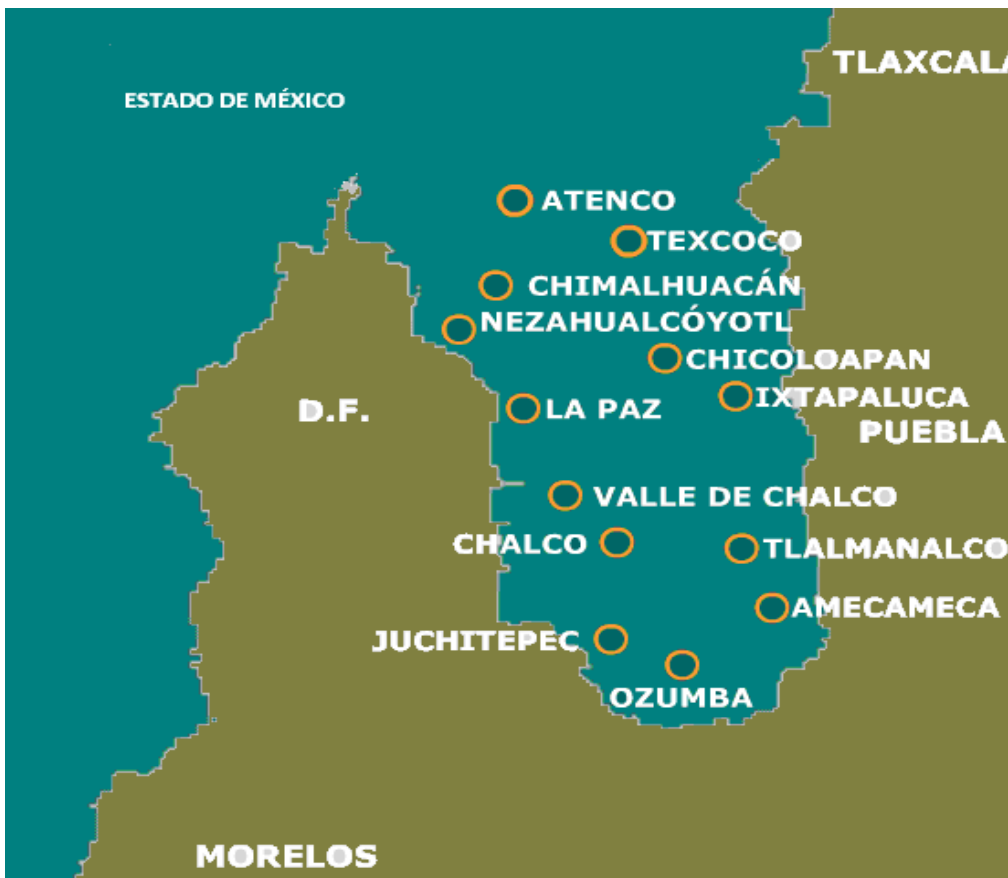 TLAXCALA
ESTADO DE MÉXICO
ATENCO
TEXCOCO
CHIMALHUACÁN
NEZAHUALCÓYOTL
CHICOLOAPAN
IXTAPALUCA
D.F.
LA PAZ
PUEBLA
VALLE DE CHALCO
CHALCO
TLALMANALCO
AMECAMECA
JUCHITEPEC
OZUMBA
MORELOS